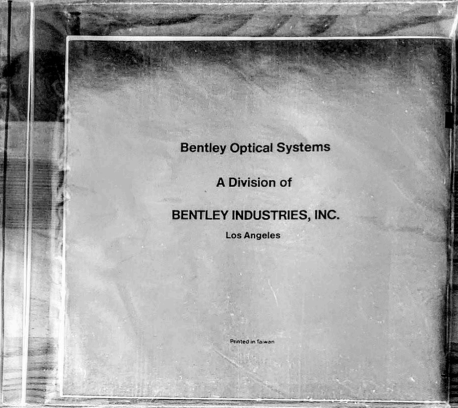 Bentley Optical Systems
A Division of
BENTLEY INDUSTRIES, INC.
Los Angeles
Printed in Taiwan